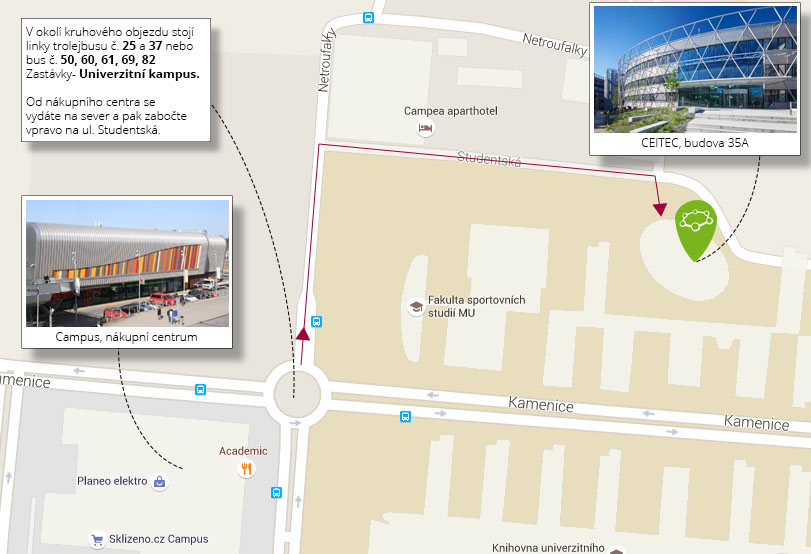 V okolí kruhového objezdu stojí
linky trolejbusu č. 25 a 37 nebo
bus č. 50, 60, 61, 69, 82
Zastávky- Univerzitní kampus.
Od nákupního centra se
vydáte na sever a pak zabočte
vpravo na ul. Studentská.
Netroufalky
Netroufalky
CEITEC, budova 35A
Campea aparthotel
Studentská
Campus, nákupní centrum
Fakulta sportovních
studií MU
Kamenice
Kamenice
Kamenice
Academic
Planeo elektro
Sklizeno.cz Campus
Knihovna univerzitního